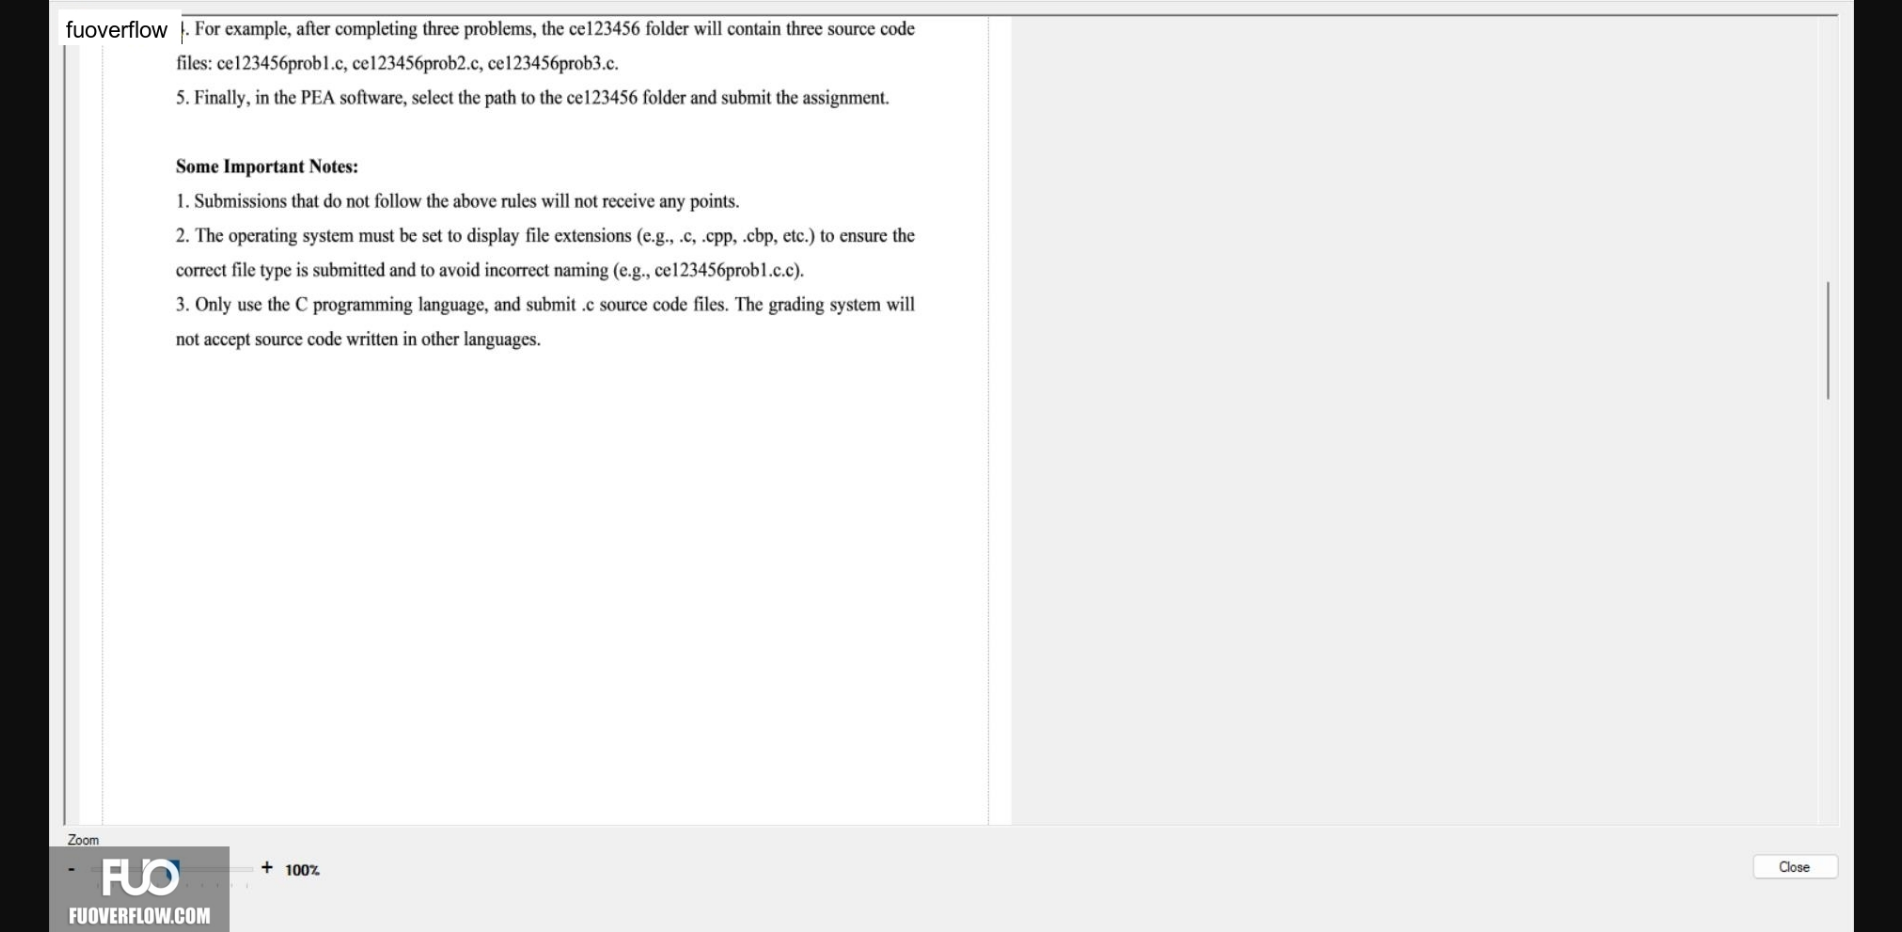 fuoverflow
. For example, after completing three problems, the ce123456 folder will contain three source code
files: ce123456prob1.c, ce123456prob2.c, ce123456prob3.c.
5. Finally, in the PEA software, select the path to the ce123456 folder and submit the assignment.
Some Important Notes:
1. Submissions that do not follow the above rules will not receive any points.
2. The operating system must be set to display file extensions (e.g., .c, .cpp, .cbp, etc.) to ensure the
correct file type is submitted and to avoid incorrect naming (e.g., ce123456prob1.c.c).
3. Only use the C programming language, and submit .c source code files. The grading system will
not accept source code written in other languages.
Zoom
- + 100%
Close
FUO
FUOVERFLOW.COM